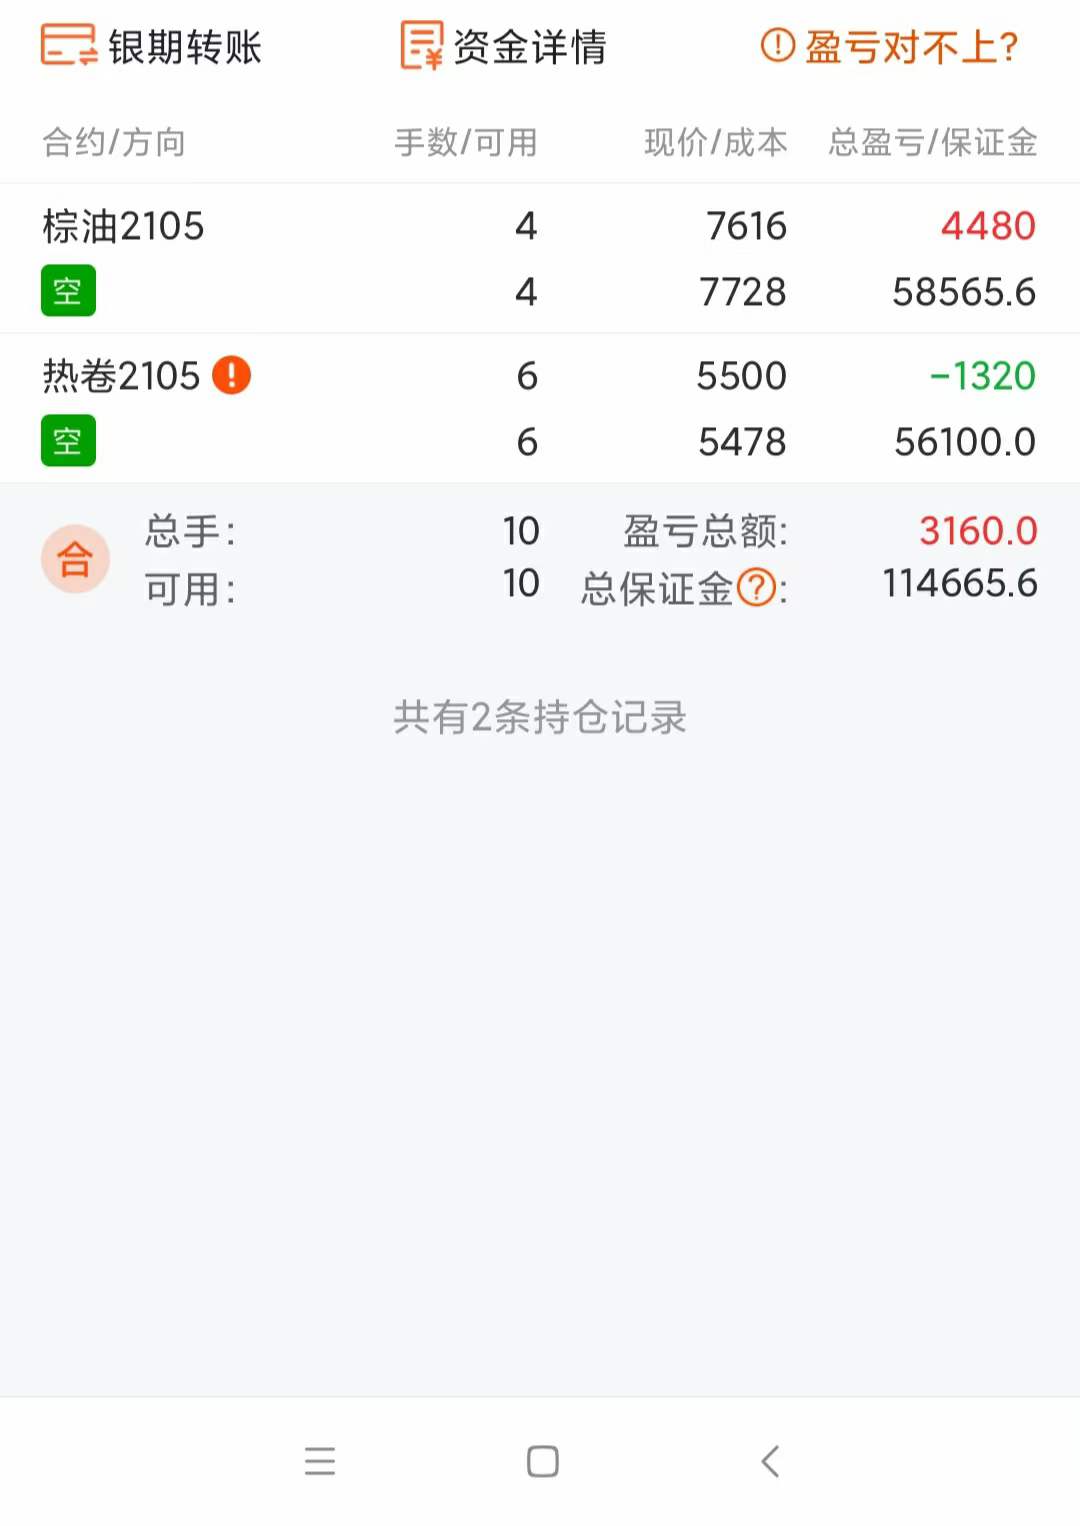 银期转账 资金详情 盈亏对不上?
合约/方向 手数/可用 现价/成本 总盈亏/保证金
棕油2105 4 7616 4480
空 4 7728 58565.6
热卷2105 6 5500 -1320
空 6 5478 56100.0
合 总手: 10 盈亏总额: 3160.0
可用: 10 总保证金?: 114665.6
共有2条持仓记录